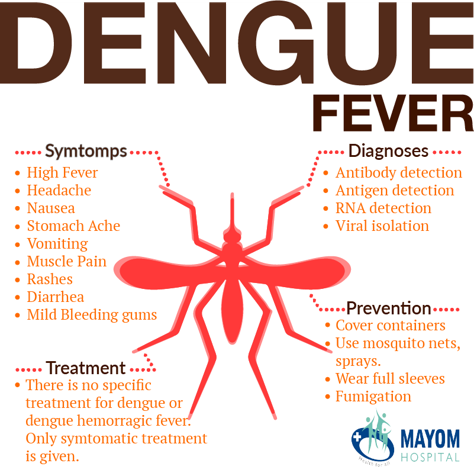 DENGUE
FEVER
Symtomps
• High Fever
• Headache
• Nausea
• Stomach Ache
• Vomiting
• Muscle Pain
• Rashes
• Diarrhea
• Mild Bleeding gums
Treatment
• There is no specific
treatment for dengue or
dengue hemorragic fever.
Only symtomatic treatment
is given.
Diagnoses
• Antibody detection
• Antigen detection
• RNA detection
• Viral isolation
Prevention
• Cover containers
• Use mosquito nets,
sprays.
• Wear full sleeves
• Fumigation
MAYOM
HOSPITAL